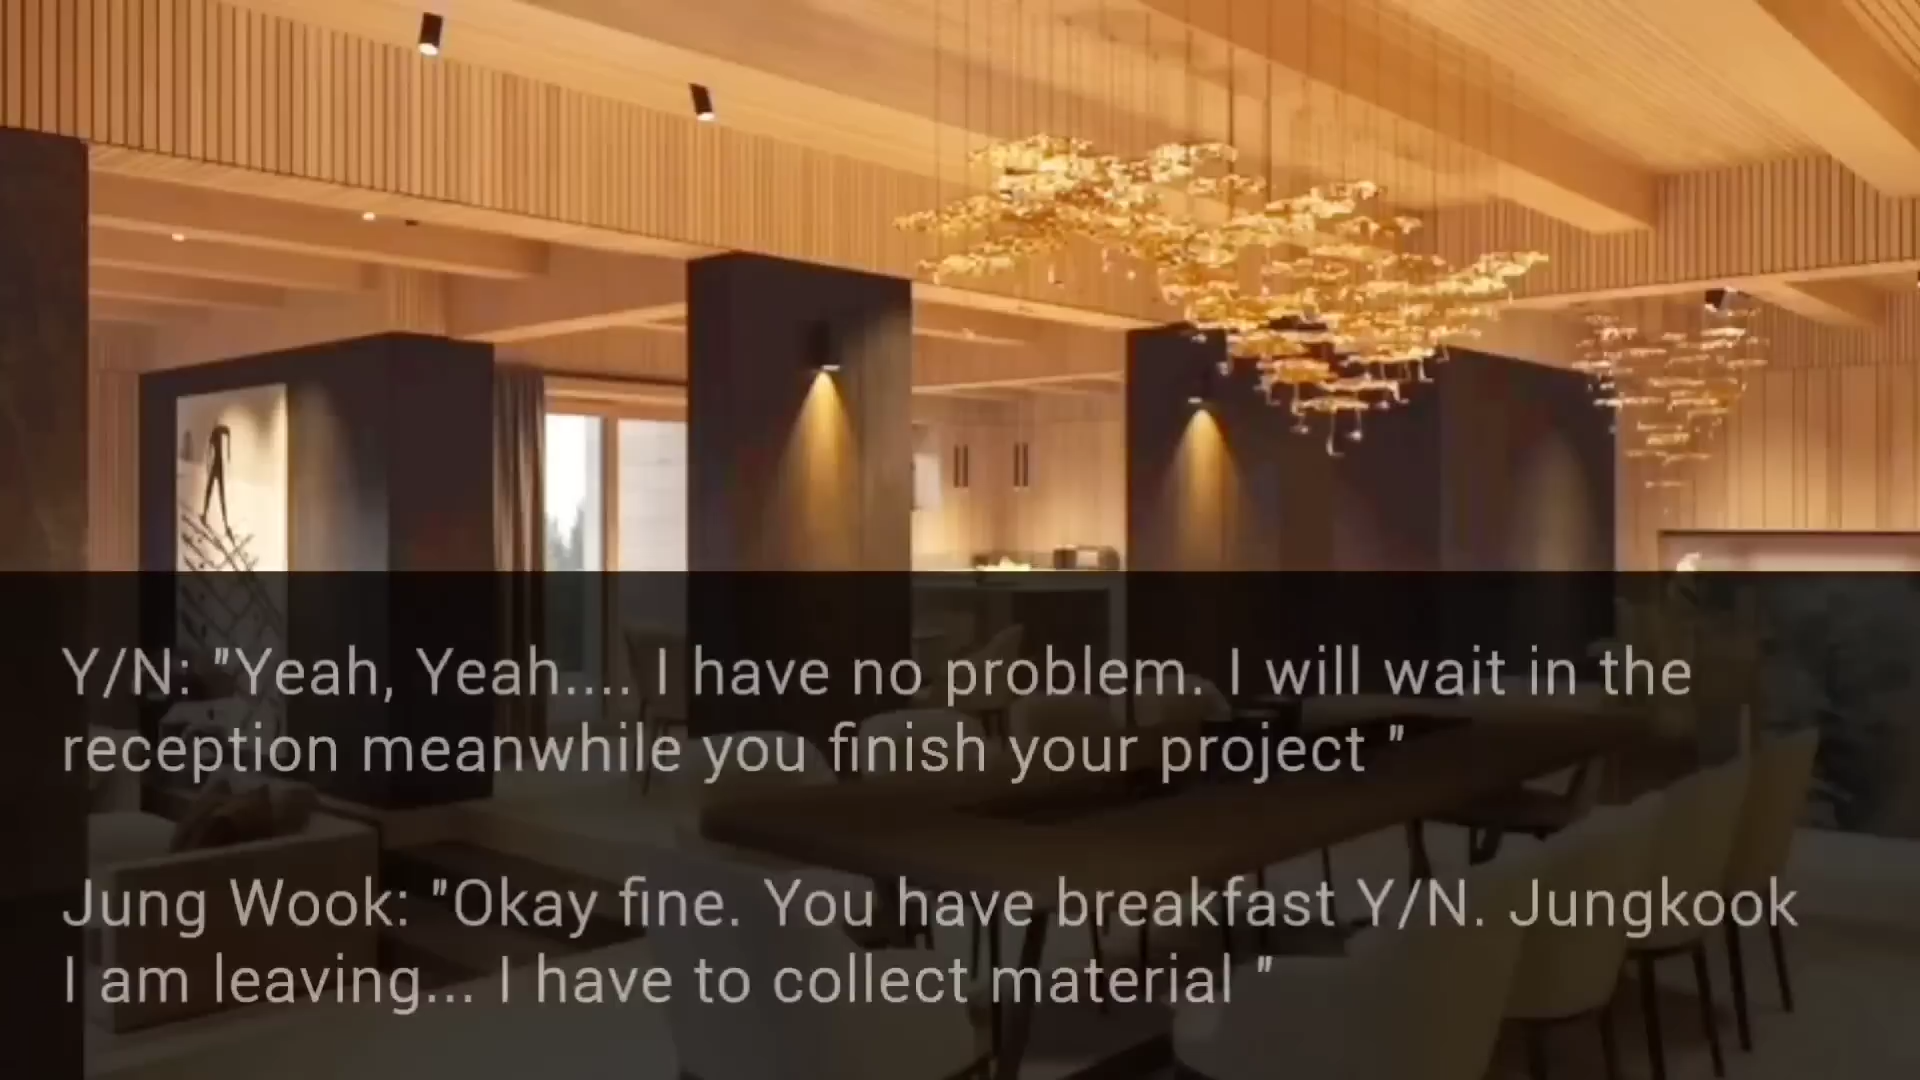 Y/N: "Yeah, Yeah.... I have no problem. I will wait in the
reception meanwhile you finish your project "
Jung Wook: "Okay fine. You have breakfast Y/N. Jungkook
I am leaving... I have to collect material "